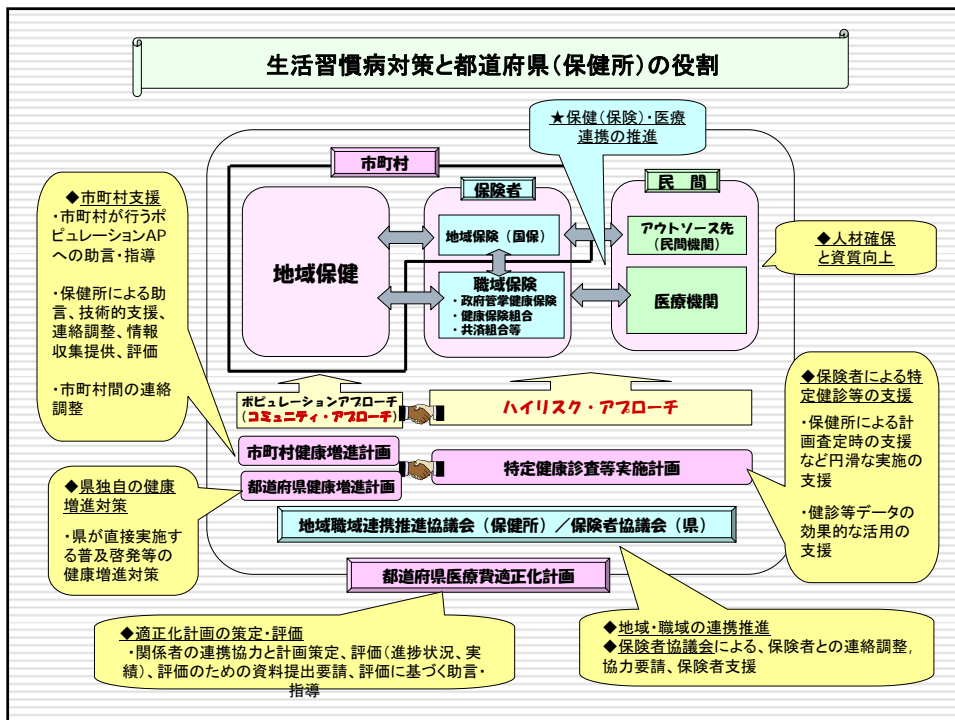 生活習慣病対策と都道府県(保健所)の役割
★保健(保険)・医療
連携の推進
市町村
保険者
民 間
◆市町村支援
・市町村が行うポ
ピュレーションAP
への助言・指導
・保健所による助
言、技術的支援、
連絡調整、情報
収集提供、評価
・市町村間の連絡
調整
地域保健
地域保険(国保)
職域保険
・政府管掌健康保険
・健康保険組合
・共済組合等
アウトソース先
(民間機関)
医療機関
◆人材確保
と資質向上
ポピュレーションアプローチ
(コミュニティ・アプローチ)
ハイリスク・アプローチ
◆保険者による特
定健診等の支援
・保健所による計
画査定時の支援
など円滑な実施の
支援
・健診等データの
効果的な活用の
支援
市町村健康増進計画
都道府県健康増進計画
特定健康診査等実施計画
◆県独自の健康
増進対策
・県が直接実施す
る普及啓発等の
健康増進対策
地域職域連携推進協議会(保健所)/保険者協議会(県)
都道府県医療費適正化計画
◆適正化計画の策定・評価
・関係者の連携協力と計画策定、評価(進捗状況、実
績)、評価のための資料提出要請、評価に基づく助言・
指導
◆地域・職域の連携推進
◆保険者協議会による、保険者との連絡調整,
協力要請、保険者支援